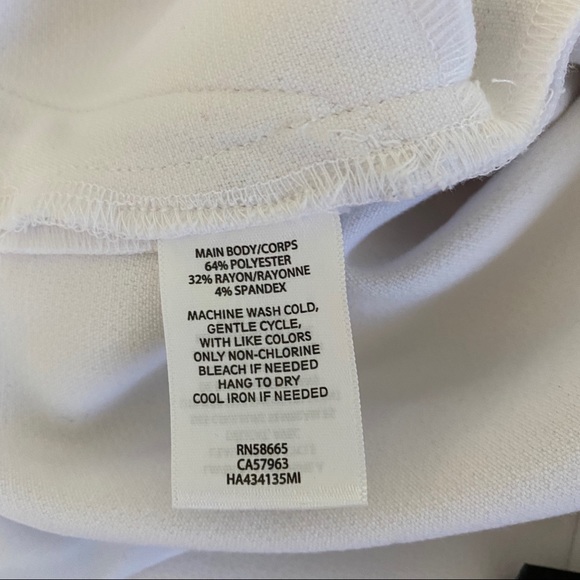 MAIN BODY/CORPS
64% POLYESTER
32% RAYON/RAYONNE
4% SPANDEX
MACHINE WASH COLD,
GENTLE CYCLE,
WITH LIKE COLORS
ONLY NON-CHLORINE
BLEACH IF NEEDED
HANG TO DRY
COOL IRON IF NEEDED
RN58665
CA57963
HA434135MI